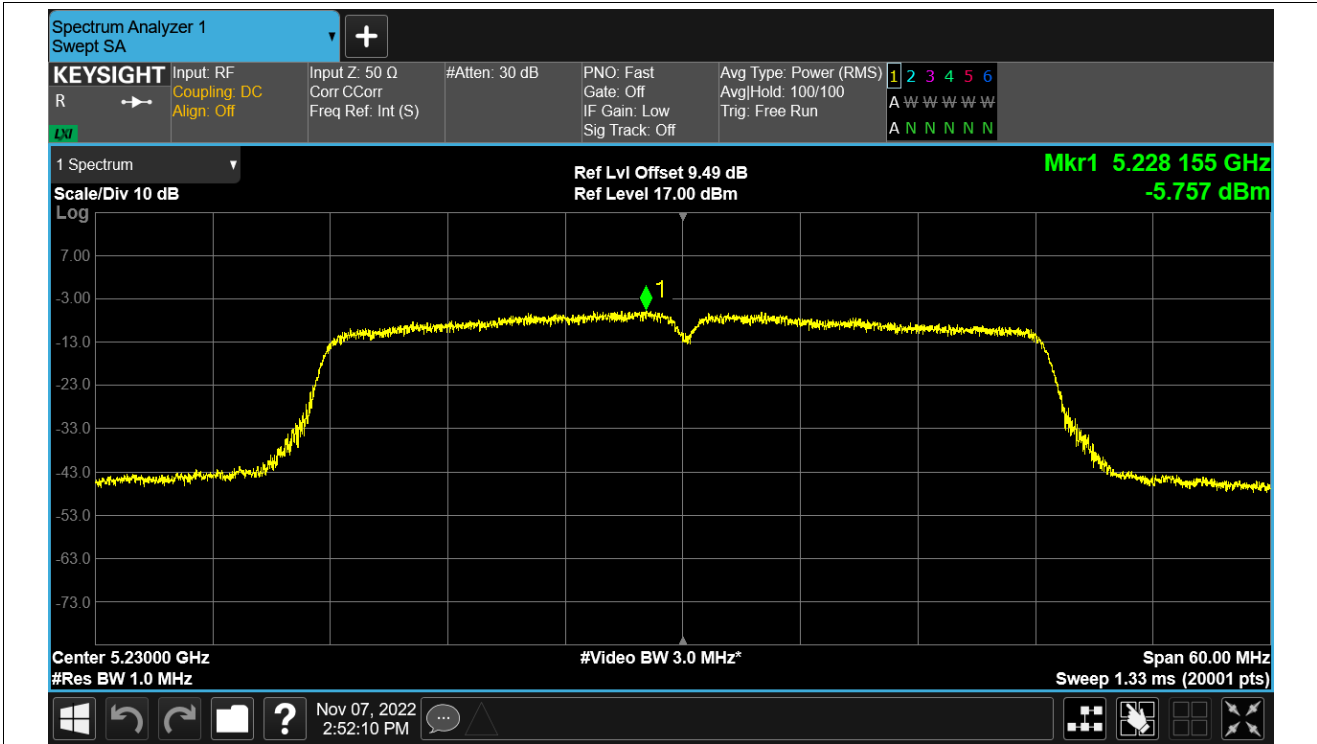 Spectrum Analyzer 1
Swept SA
+
KEYSIGHT
R
LXI
Input: RF
Coupling: DC
Align: Off
Input Z: 50 Ω
Corr CCorr
Freq Ref: Int (S)
#Atten: 30 dB
PNO: Fast
Gate: Off
IF Gain: Low
Sig Track: Off
Avg Type: Power (RMS)
Avg|Hold: 100/100
Trig: Free Run
1 2 3 4 5 6
A W W W W W
A N N N N N
1 Spectrum
Scale/Div 10 dB
Log
Ref Lvl Offset 9.49 dB
Ref Level 17.00 dBm
Mkr1 5.228 155 GHz
-5.757 dBm
7.00
-3.00
1
-13.0
-23.0
-33.0
-43.0
-53.0
-63.0
-73.0
Center 5.23000 GHz
#Res BW 1.0 MHz
#Video BW 3.0 MHz*
Span 60.00 MHz
Sweep 1.33 ms (20001 pts)
?
Nov 07, 2022
2:52:10 PM